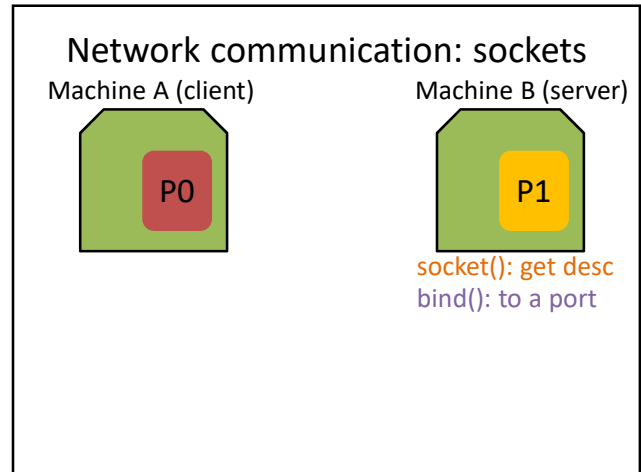 Network communication: sockets
Machine A (client)
Machine B (server)
P0
P1
socket(): get desc
bind(): to a port